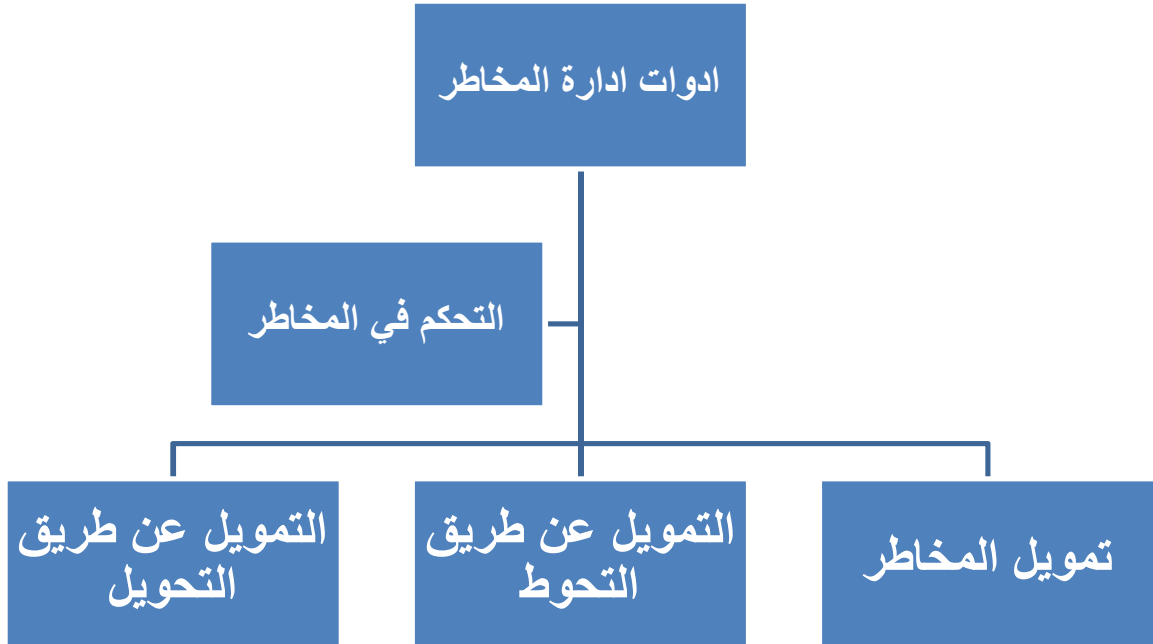 ادوات ادارة المخاطر
التحكم في المخاطر
تمويل المخاطر
التمويل عن طريق
التحوط
التمويل عن طريق
التحويل